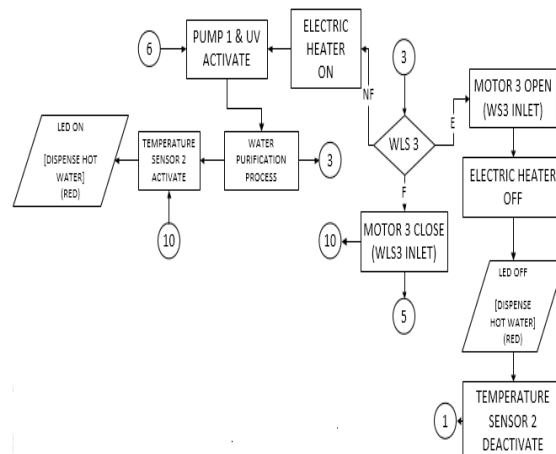 6
PUMP 1 & UV
ACTIVATE
ELECTRIC
HEATER
ON
3
NF
WLS 3
E
F
MOTOR 3 OPEN
(WS3 INLET)
LED ON
[DISPENSE HOT
WATER]
(RED)
TEMPERATURE
SENSOR 2
ACTIVATE
WATER
PURIFICATION
PROCESS
3
ELECTRIC HEATER
OFF
10
10
MOTOR 3 CLOSE
(WLS3 INLET)
5
LED OFF
[DISPENSE
HOT WATER]
(RED)
1
TEMPERATURE
SENSOR 2
DEACTIVATE